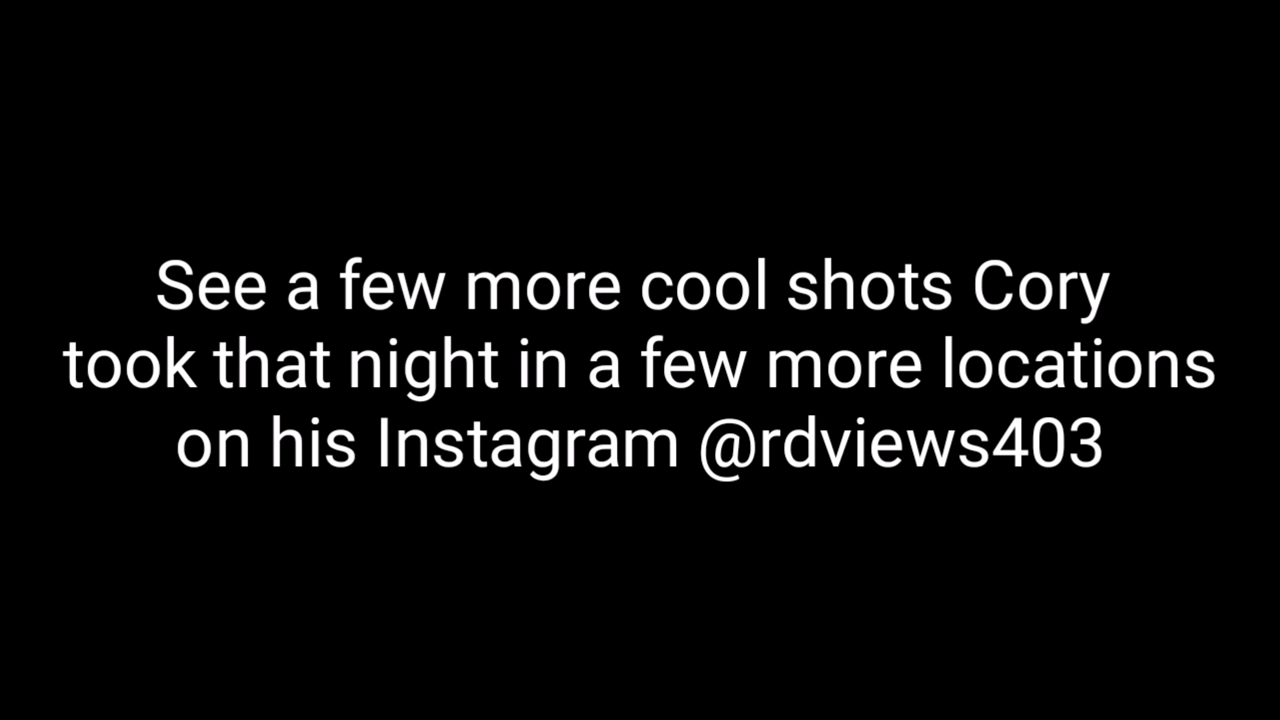 See a few more cool shots Cory
took that night in a few more locations
on his Instagram @rdviews403